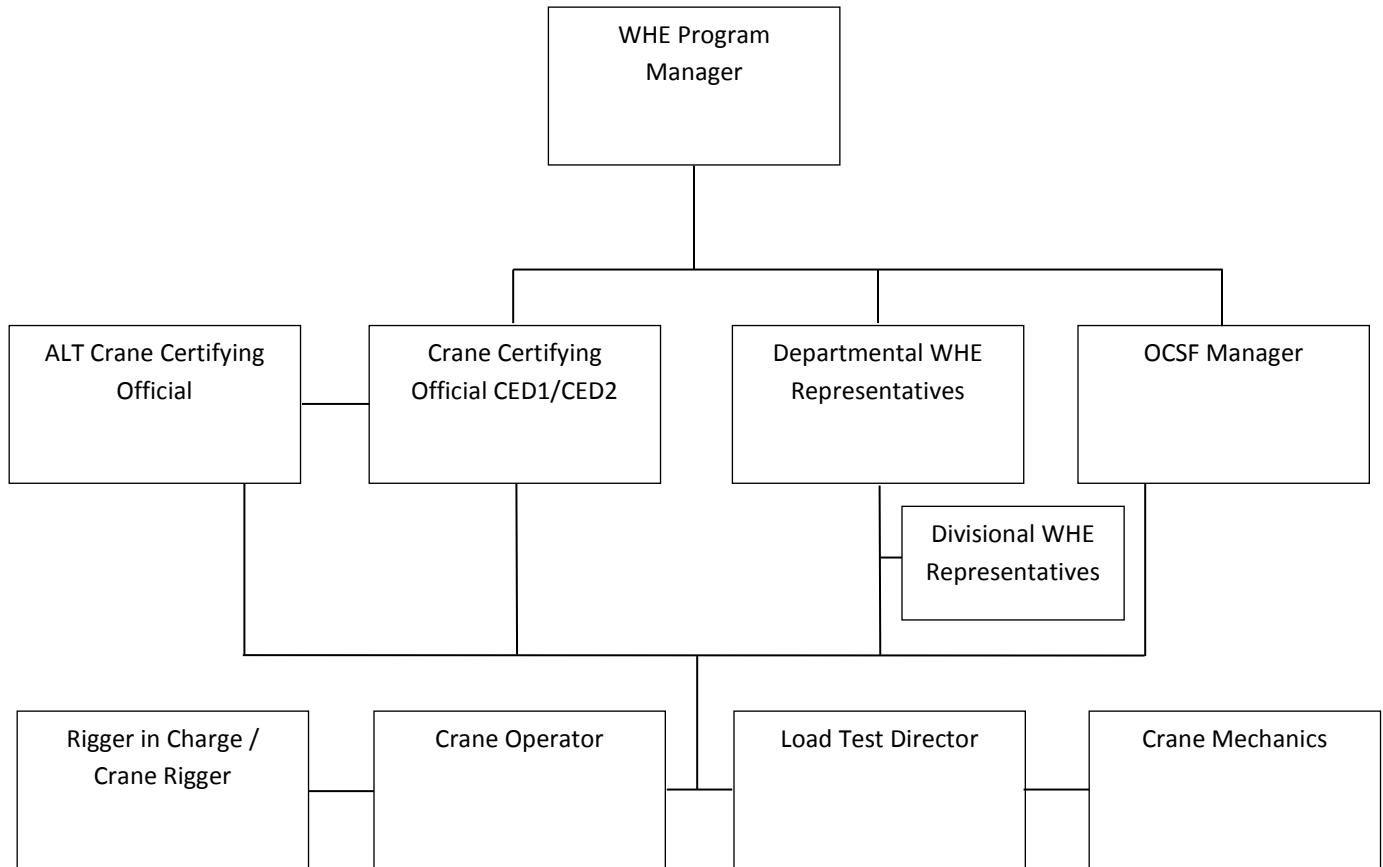 WHE Program
Manager
ALT Crane Certifying
Official
Crane Certifying
Official CED1/CED2
Departmental WHE
Representatives
OCSF Manager
Divisional WHE
Representatives
Rigger in Charge /
Crane Rigger
Crane Operator
Load Test Director
Crane Mechanics